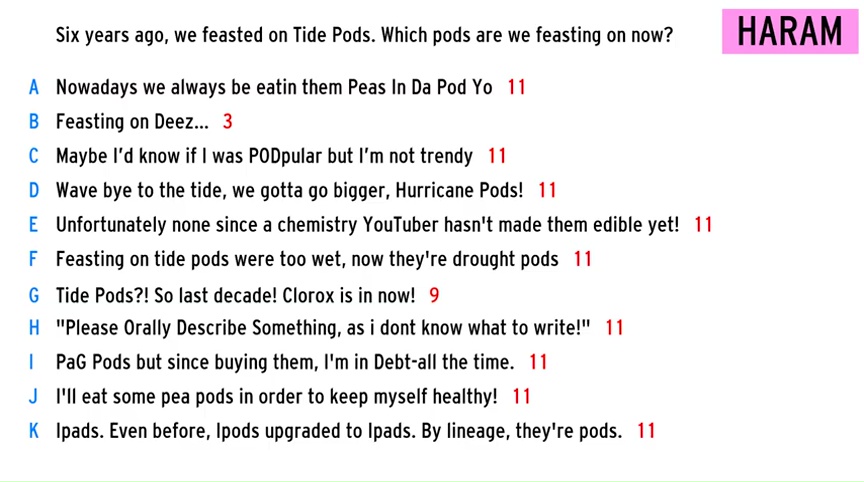 Six years ago, we feasted on Tide Pods. Which pods are we feasting on now?
HARAM
A Nowadays we always be eatin them Peas In Da Pod Yo 11
B Feasting on Deez... 3
C Maybe I'd know if I was PODpular but I'm not trendy 11
D Wave bye to the tide, we gotta go bigger, Hurricane Pods! 11
E Unfortunately none since a chemistry YouTuber hasn't made them edible yet! 11
F Feasting on tide pods were too wet, now they're drought pods 11
G Tide Pods?! So last decade! Clorox is in now! 9
H "Please Orally Describe Something, as i dont know what to write!" 11
I PaG Pods but since buying them, I'm in Debt-all the time. 11
J I'll eat some pea pods in order to keep myself healthy! 11
K Ipads. Even before, Ipods upgraded to Ipads. By lineage, they're pods. 11